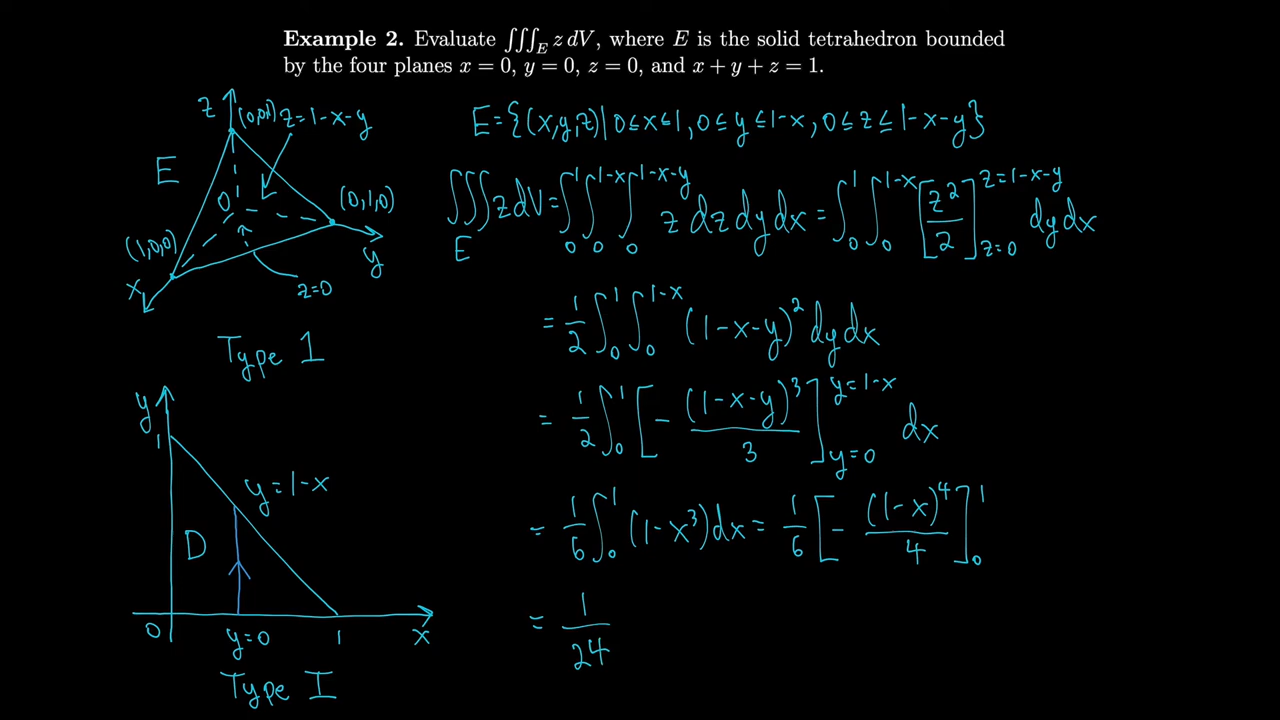 Example 2. Evaluate ∭_E z dV, where E is the solid tetrahedron bounded
by the four planes x = 0, y = 0, z = 0, and x + y + z = 1.
z (0,0,1) z=1-x-y
E
0
(0,1,0)
(1,0,0)
y
x
z=0
Type 1
E={(x,y,z)|0≤x≤1, 0≤y≤1-x, 0≤z≤1-x-y}
∭_E z dV = ∫_0^1 ∫_0^{1-x} ∫_0^{1-x-y} z dz dy dx = ∫_0^1 ∫_0^{1-x} [z^2/2]_{z=0}^{z=1-x-y} dy dx
= 1/2 ∫_0^1 ∫_0^{1-x} (1-x-y)^2 dy dx
= 1/2 ∫_0^1 [-(1-x-y)^3/3]_{y=0}^{y=1-x} dx
= 1/6 ∫_0^1 (1-x^3) dx = 1/6 [-(1-x)^4/4]_0^1
= 1/24
y
1
y=1-x
D
0 y=0 1 x
Type I